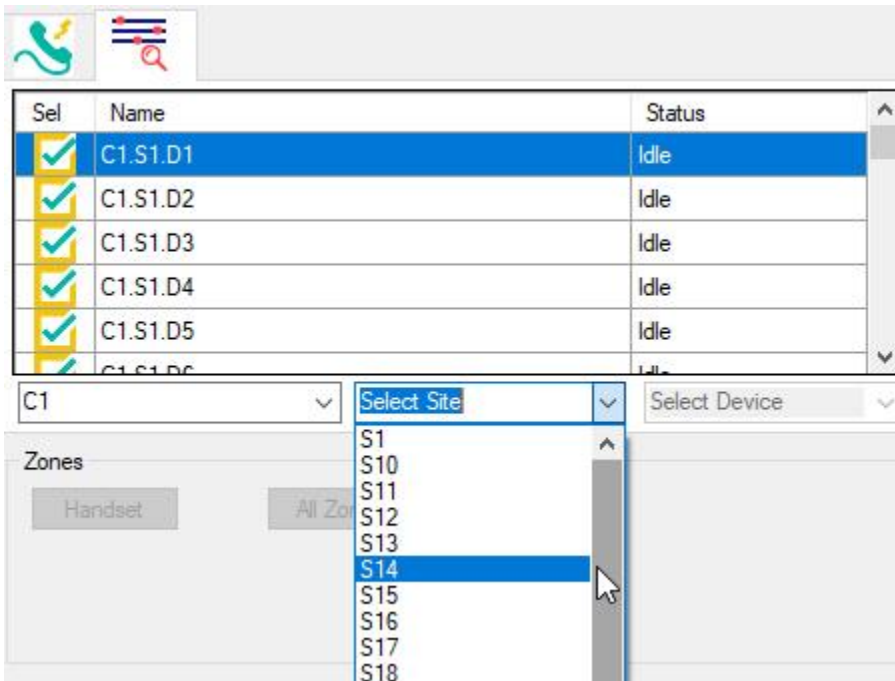 Sel Name Status
C1.S1.D1 Idle
C1.S1.D2 Idle
C1.S1.D3 Idle
C1.S1.D4 Idle
C1.S1.D5 Idle
C1 Select Site Select Device
S1
Zones
S10
S11
Handset All Zo
S12
S13
S14
S15
S16
S17
S18